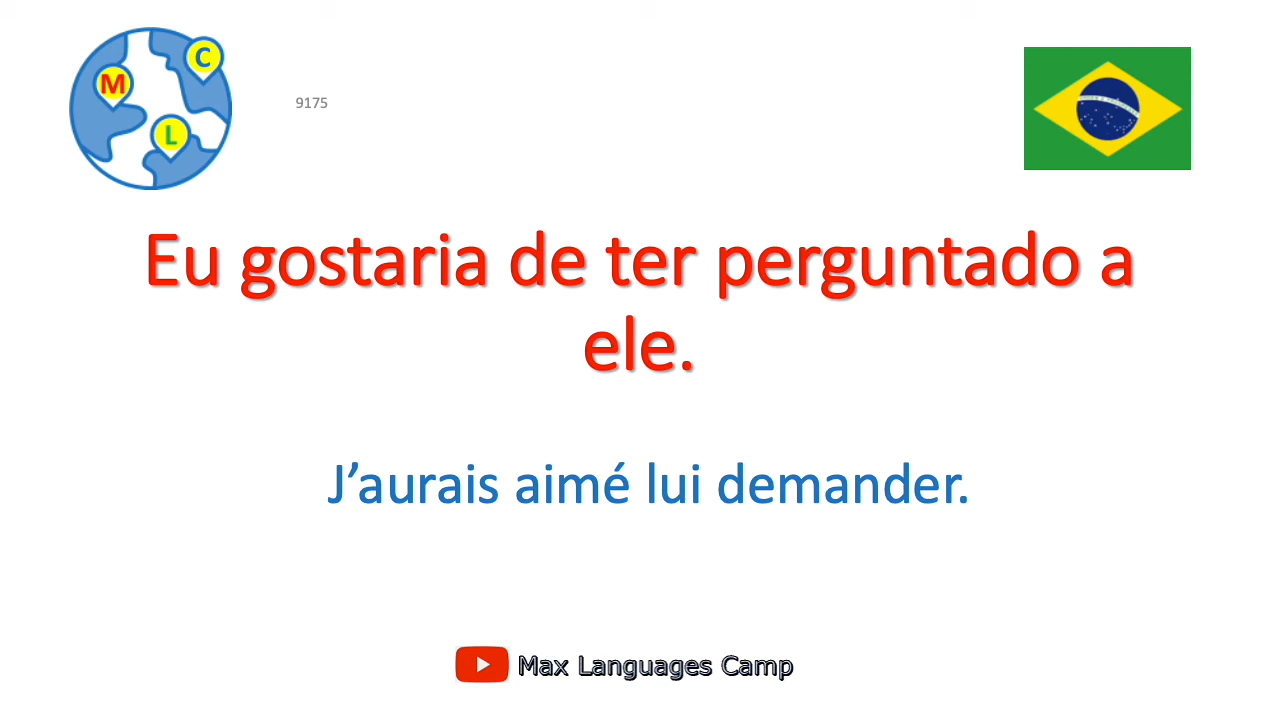 C
M
L
9175
Eu gostaria de ter perguntado a
ele.
J’aurais aimé lui demander.
Max Languages Camp